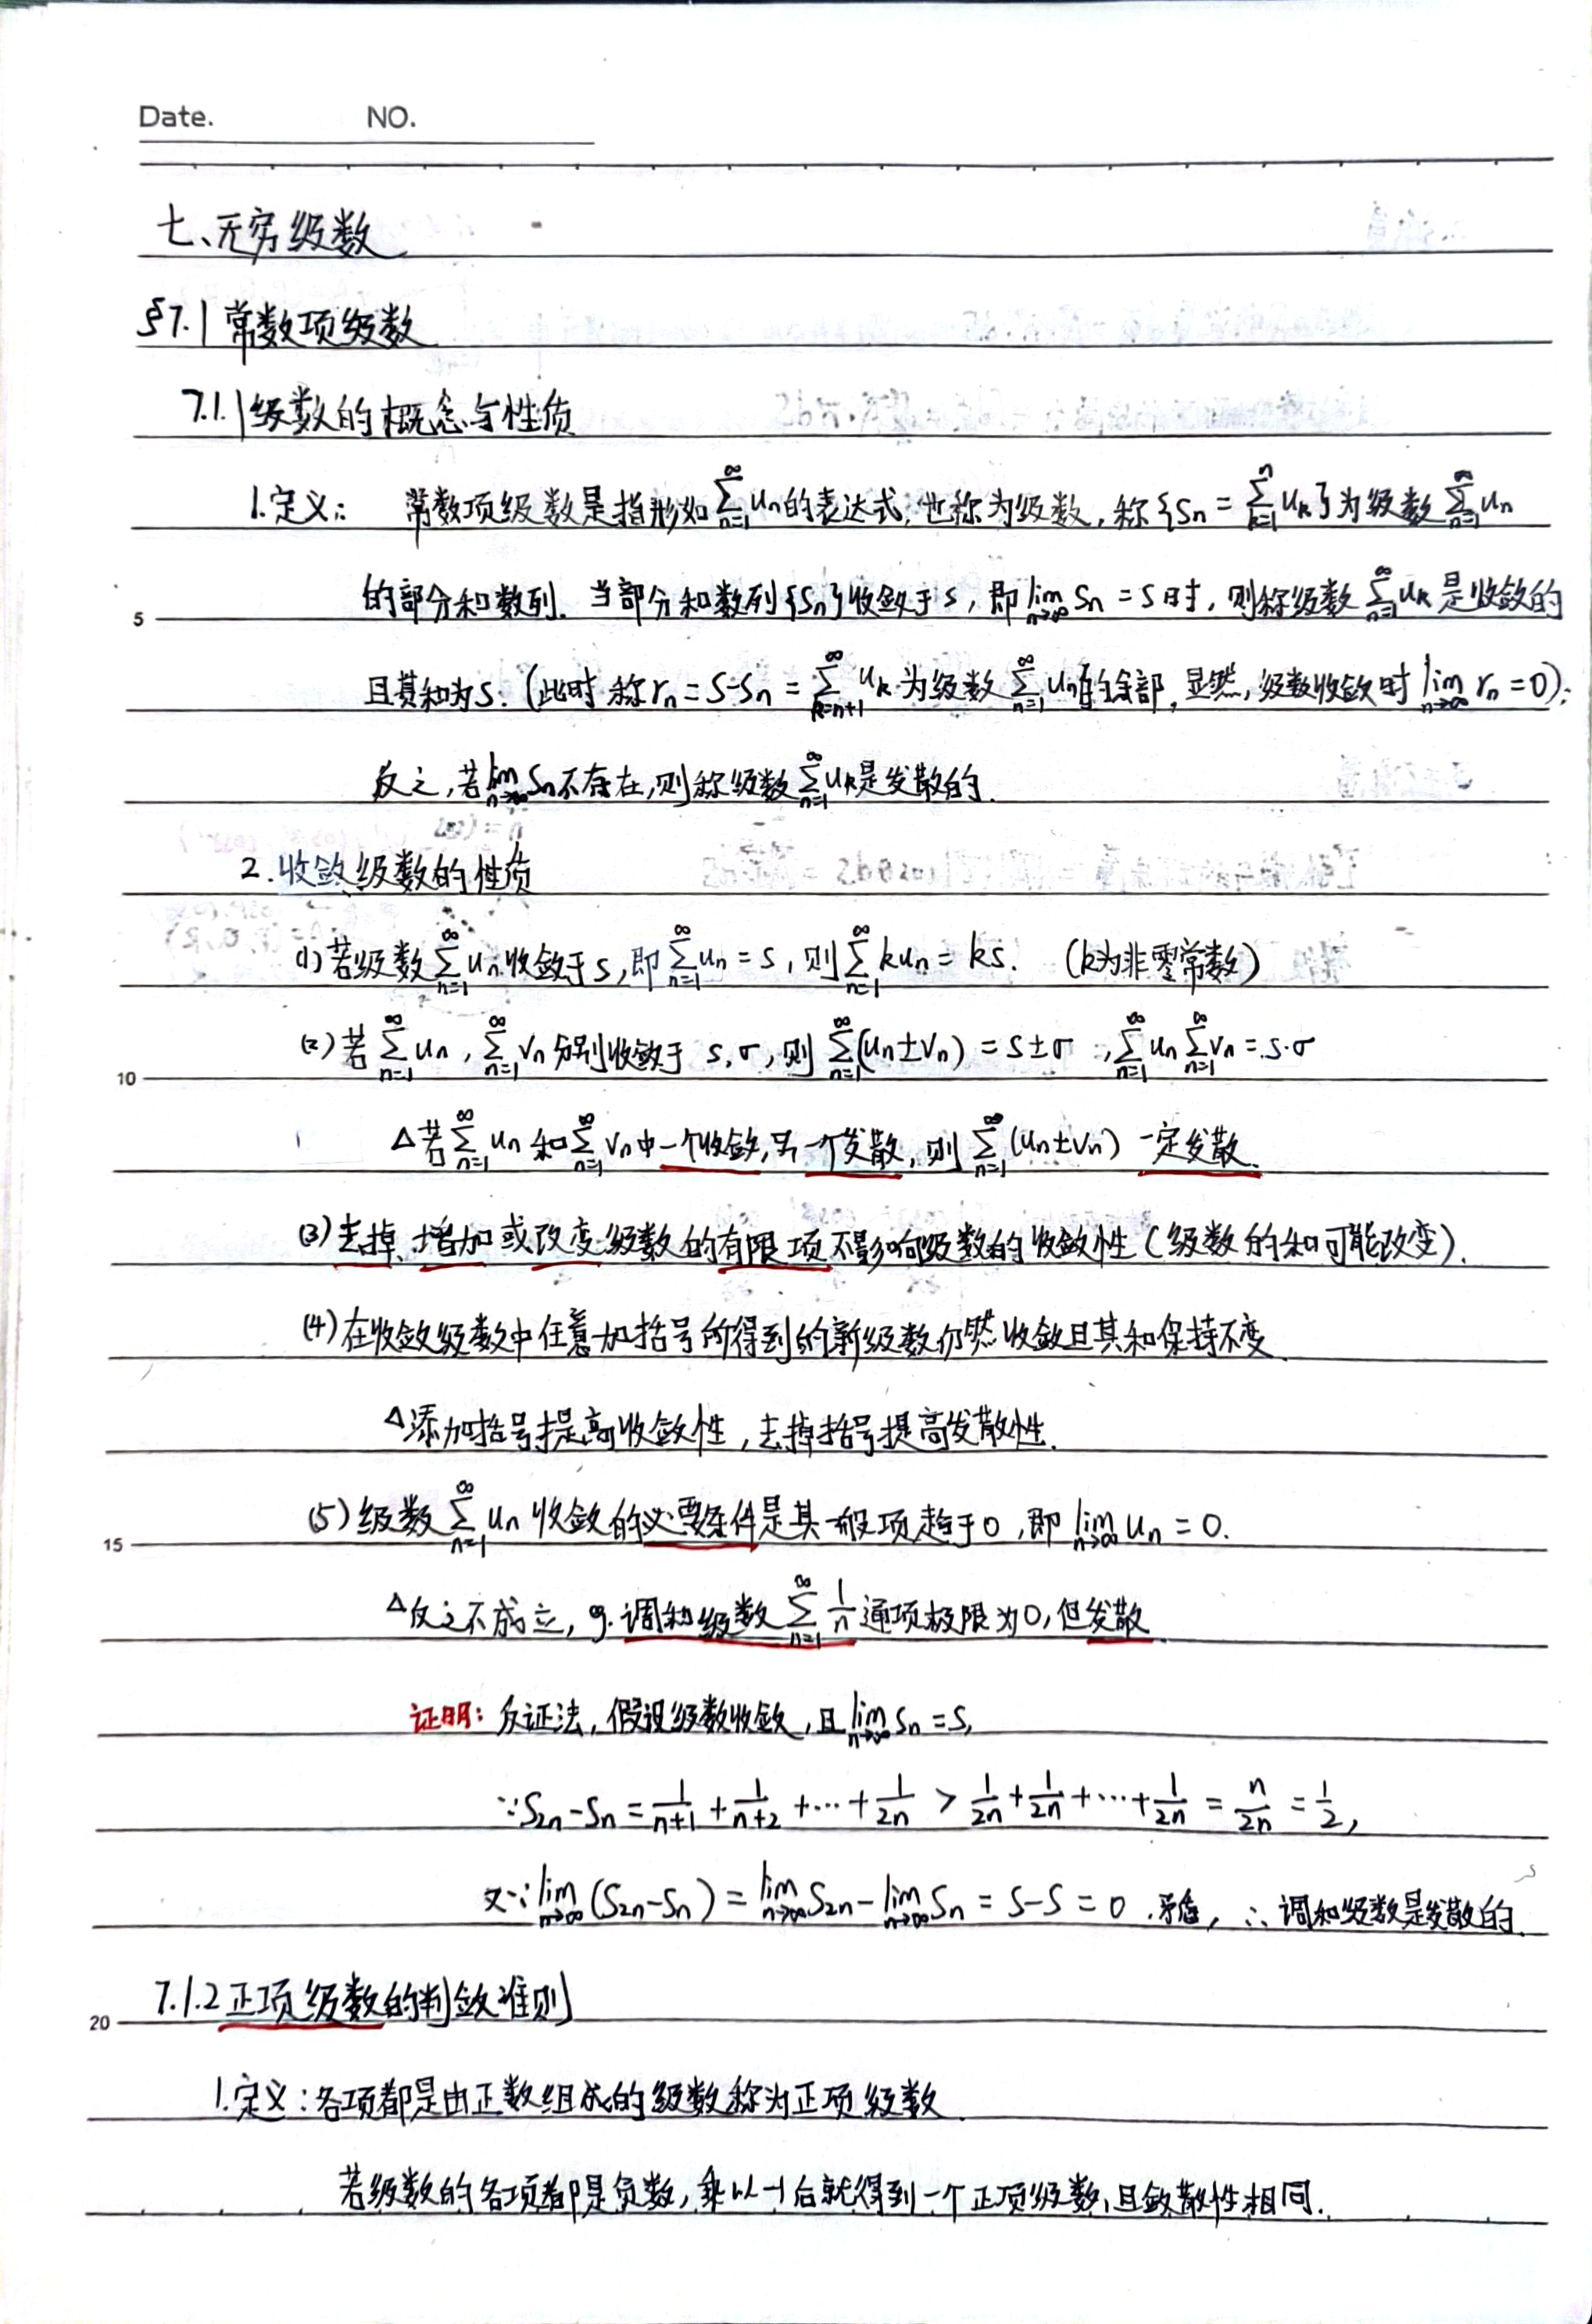 Date. NO.
七、无穷级数
§7.1 常数项级数
7.1.1 级数的概念与性质
1.定义: 常数项级数是指形如 $\sum_{n=1}^{\infty} u_n$ 的表达式,也称为级数,称 $\{S_n = \sum_{k=1}^{n} u_k\}$ 为级数 $\sum_{n=1}^{\infty} u_n$
5 的部分和数列. 当部分和数列 $\{S_n\}$ 收敛于 s, 即 $\lim_{n\to\infty} S_n = S$ 时, 则称级数 $\sum_{n=1}^{\infty} u_k$ 是收敛的
且其和为 S. (此时称 $r_n = S - S_n = \sum_{k=n+1}^{\infty} u_k$ 为级数 $\sum_{n=1}^{\infty} u_n$ 的余部,显然,级数收敛时 $\lim_{n\to\infty} r_n = 0$);
反之,若 $\lim_{n\to\infty} S_n$ 不存在,则称级数 $\sum_{n=1}^{\infty} u_k$ 是发散的.
2.收敛级数的性质
(1) 若级数 $\sum_{n=1}^{\infty} u_n$ 收敛于 s, 即 $\sum_{n=1}^{\infty} u_n = s$, 则 $\sum_{n=1}^{\infty} k u_n = ks$. (k为非零常数)
10 (2) 若 $\sum_{n=1}^{\infty} u_n$, $\sum_{n=1}^{\infty} v_n$ 分别收敛于 s, σ, 则 $\sum_{n=1}^{\infty} (u_n \pm v_n) = s \pm σ$, $\sum_{n=1}^{\infty} u_n \sum_{n=1}^{\infty} v_n = s \cdot σ$
△若 $\sum_{n=1}^{\infty} u_n$ 和 $\sum_{n=1}^{\infty} v_n$ 中一个收敛,另一个发散,则 $\sum_{n=1}^{\infty} (u_n \pm v_n)$ 一定发散.
(3) 去掉、增加或改变级数的有限项不影响级数的收敛性(级数的和可能改变).
(4) 在收敛级数中任意加括号所得到的新级数仍然收敛且其和保持不变.
△添加括号提高收敛性,去掉括号提高发散性.
15 (5) 级数 $\sum_{n=1}^{\infty} u_n$ 收敛的必要条件是其一般项趋于0,即 $\lim_{n\to\infty} u_n = 0$.
△反之不成立, eg. 调和级数 $\sum_{n=1}^{\infty} \frac{1}{n}$ 通项极限为0,但发散.
证明: 反证法,假设级数收敛,且 $\lim_{n\to\infty} S_n = S$,
∵ $S_{2n} - S_n = \frac{1}{n+1} + \frac{1}{n+2} + \cdots + \frac{1}{2n} > \frac{1}{2n} + \frac{1}{2n} + \cdots + \frac{1}{2n} = \frac{n}{2n} = \frac{1}{2}$,
又∵ $\lim_{n\to\infty} (S_{2n} - S_n) = \lim_{n\to\infty} S_{2n} - \lim_{n\to\infty} S_n = S - S = 0$. 矛盾, ∴ 调和级数是发散的.
20 7.1.2 正项级数的判敛准则
1.定义:各项都是由正数组成的级数称为正项级数.
若级数的各项都是负数,乘以-1后就得到一个正项级数,且敛散性相同.